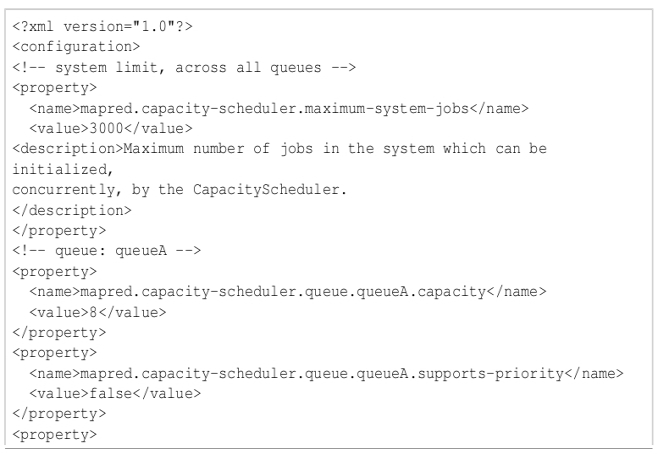 <?xml version="1.0"?>
<configuration>
<!-- system limit, across all queues -->
<property>
  <name>mapred.capacity-scheduler.maximum-system-jobs</name>
  <value>3000</value>
<description>Maximum number of jobs in the system which can be
initialized,
concurrently, by the CapacityScheduler.
</description>
</property>
<!-- queue: queueA -->
<property>
  <name>mapred.capacity-scheduler.queue.queueA.capacity</name>
  <value>8</value>
</property>
<property>
  <name>mapred.capacity-scheduler.queue.queueA.supports-priority</name>
  <value>false</value>
</property>
<property>